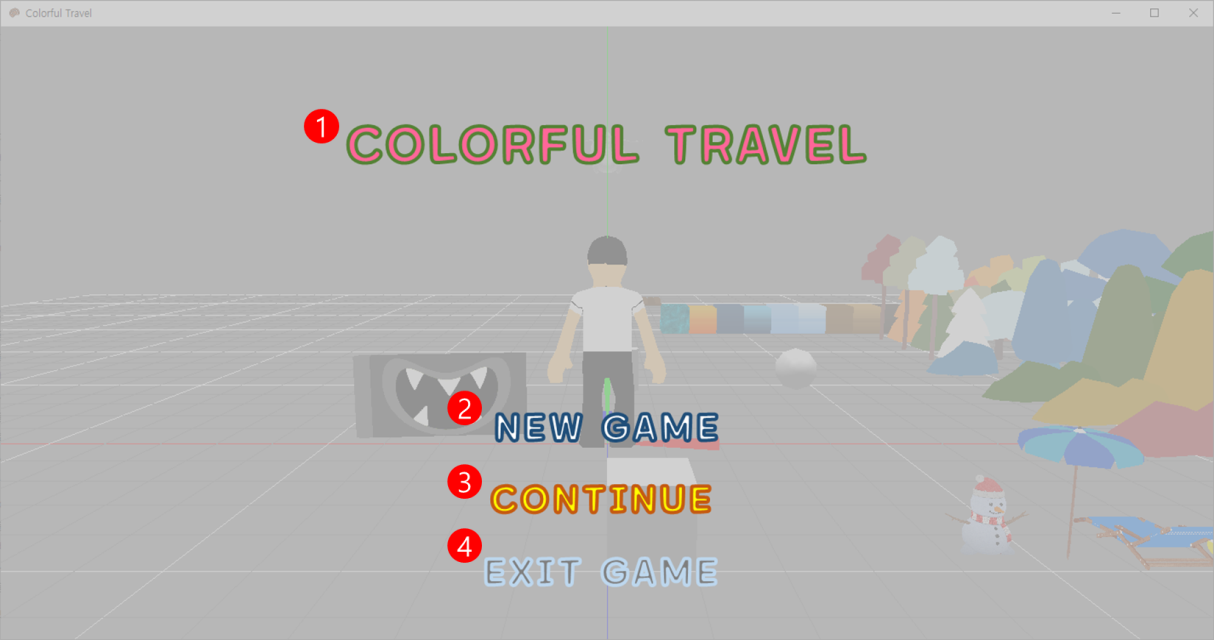 Colorful Travel
1 COLORFUL TRAVEL
2 NEW GAME
3 CONTINUE
4 EXIT GAME